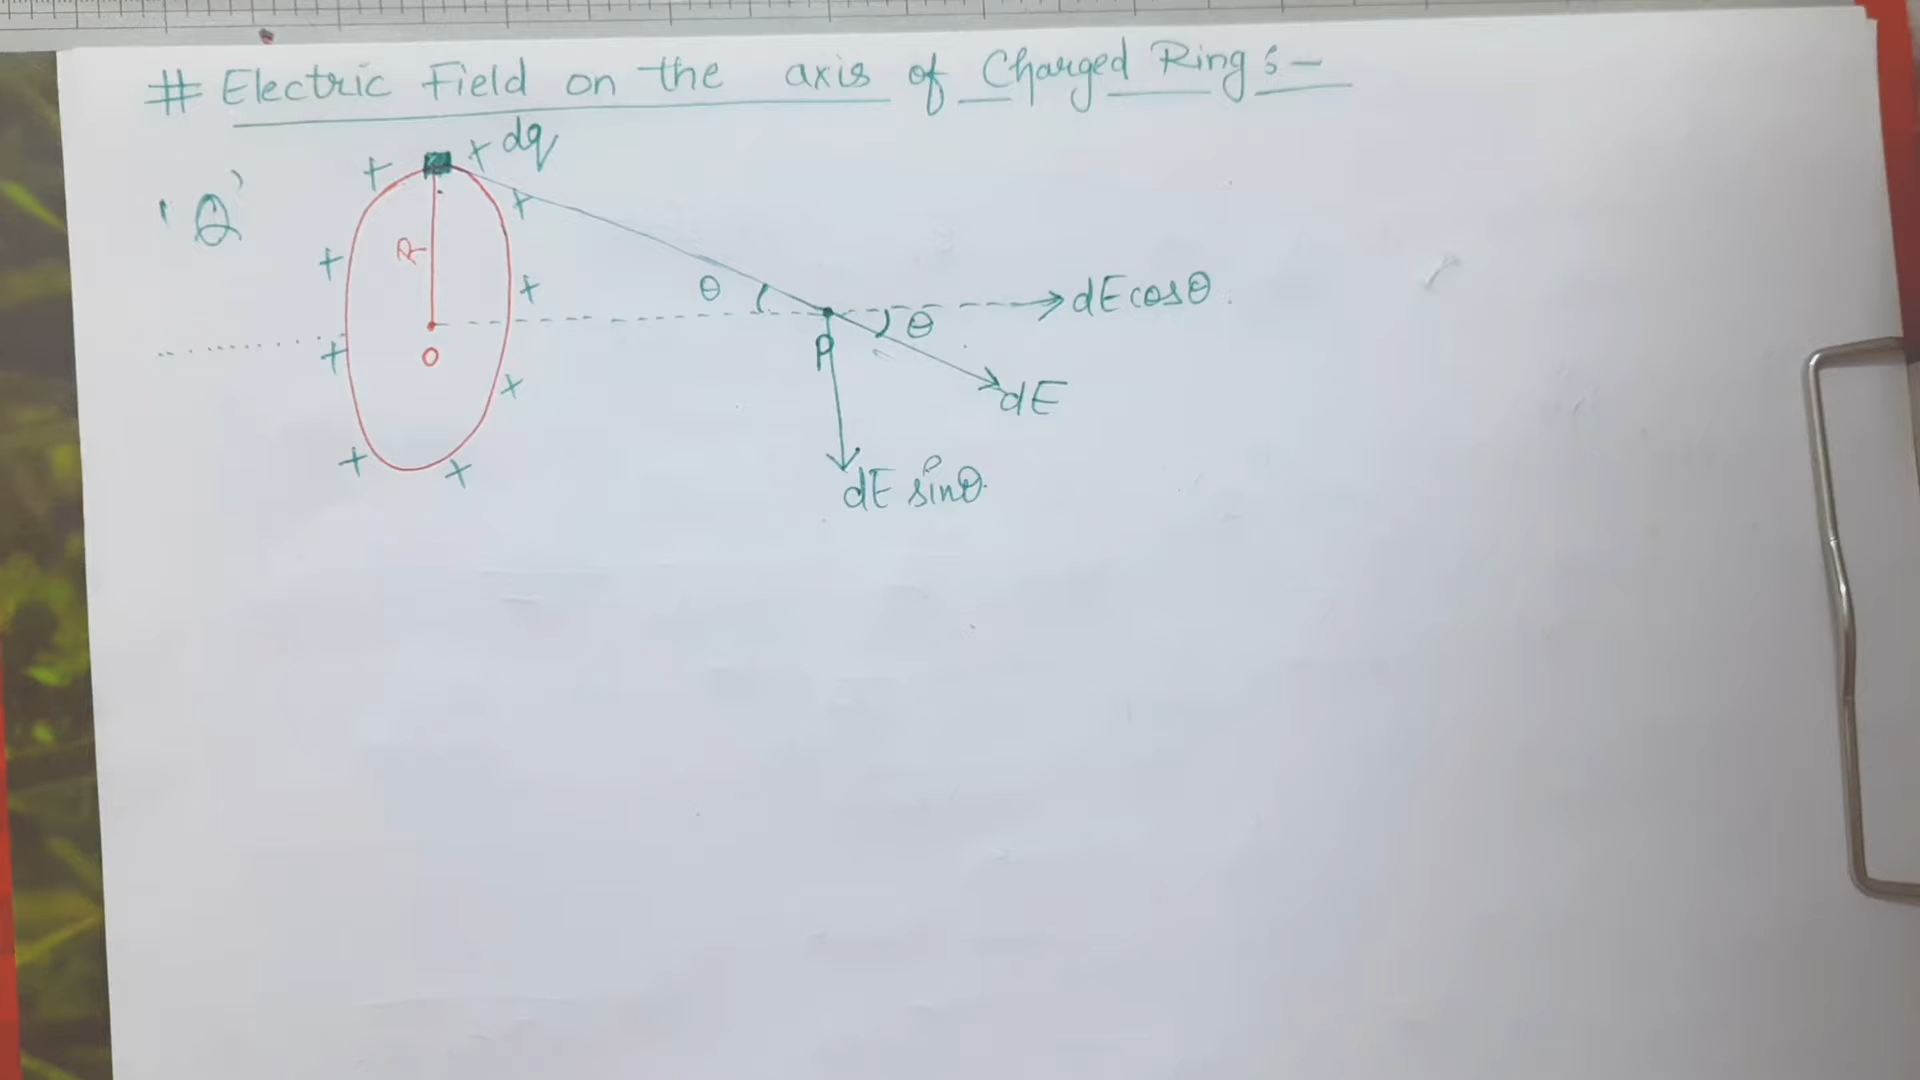 # Electric Field on the axis of Charged Ring :-
+ + dq
'Q' +
R
+ +
θ dE cosθ
P θ
+
O
+ dE
+ +
dE sinθ